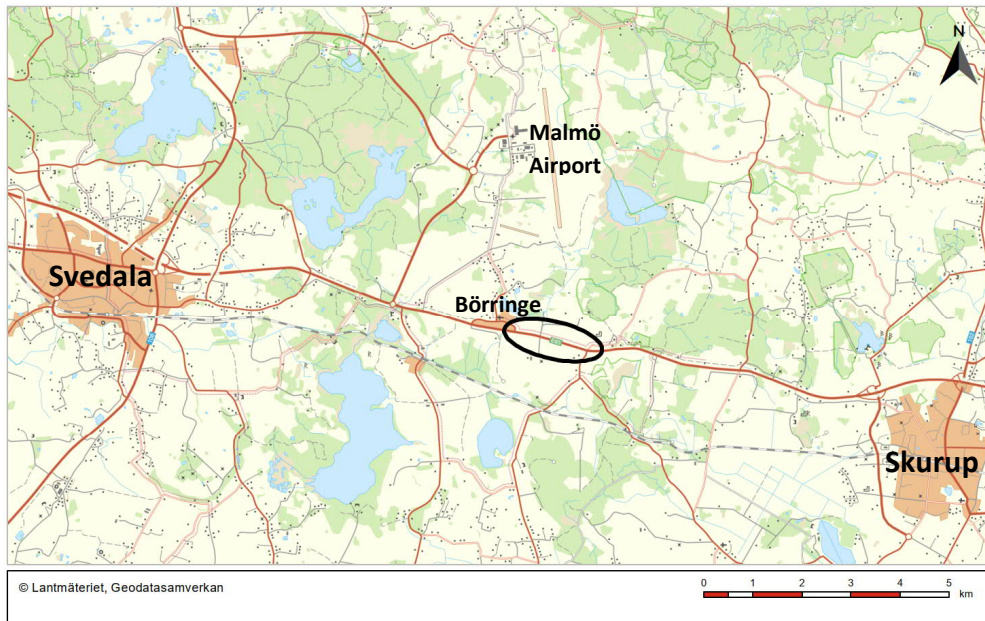 N
Malmö
Airport
Svedala
Börringe
Skurup
© Lantmäteriet, Geodatasamverkan
0 1 2 3 4 5
km